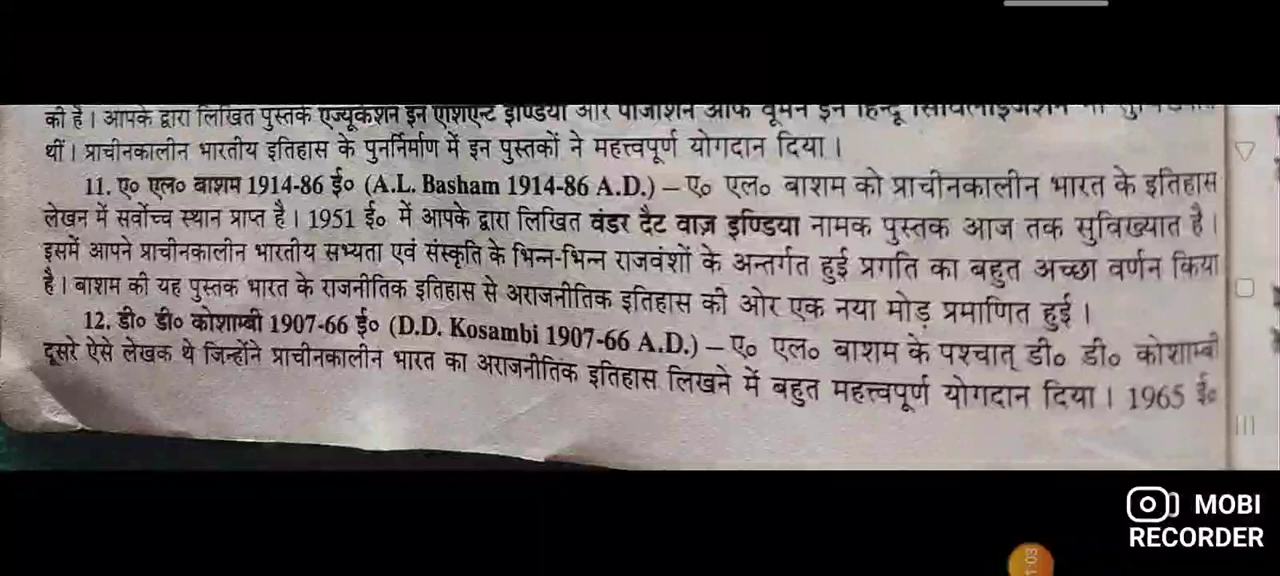 की है। आपके द्वारा लिखित पुस्तकें एज्यूकेशन इन एंशिएन्ट इण्डिया और पोजीशन ऑफ वूमेन इन हिन्दू सिविलाइजेशन
थीं। प्राचीनकालीन भारतीय इतिहास के पुनर्निर्माण में इन पुस्तकों ने महत्त्वपूर्ण योगदान दिया।
11. ए० एल० बाशम 1914-86 ई० (A.L. Basham 1914-86 A.D.) – ए० एल० बाशम को प्राचीनकालीन भारत के इतिहास
लेखन में सर्वोच्च स्थान प्राप्त है। 1951 ई० में आपके द्वारा लिखित वंडर दैट वाज़ इण्डिया नामक पुस्तक आज तक सुविख्यात है।
इसमें आपने प्राचीनकालीन भारतीय सभ्यता एवं संस्कृति के भिन्न-भिन्न राजवंशों के अन्तर्गत हुई प्रगति का बहुत अच्छा वर्णन किया
है। बाशम की यह पुस्तक भारत के राजनीतिक इतिहास से अराजनीतिक इतिहास की ओर एक नया मोड़ प्रमाणित हुई।
12. डी० डी० कोशाम्बी 1907-66 ई० (D.D. Kosambi 1907-66 A.D.) – ए० एल० बाशम के पश्चात् डी० डी० कोशाम्बी
दूसरे ऐसे लेखक थे जिन्होंने प्राचीनकालीन भारत का अराजनीतिक इतिहास लिखने में बहुत महत्त्वपूर्ण योगदान दिया। 1965 ई०
MOBI
RECORDER
1:03